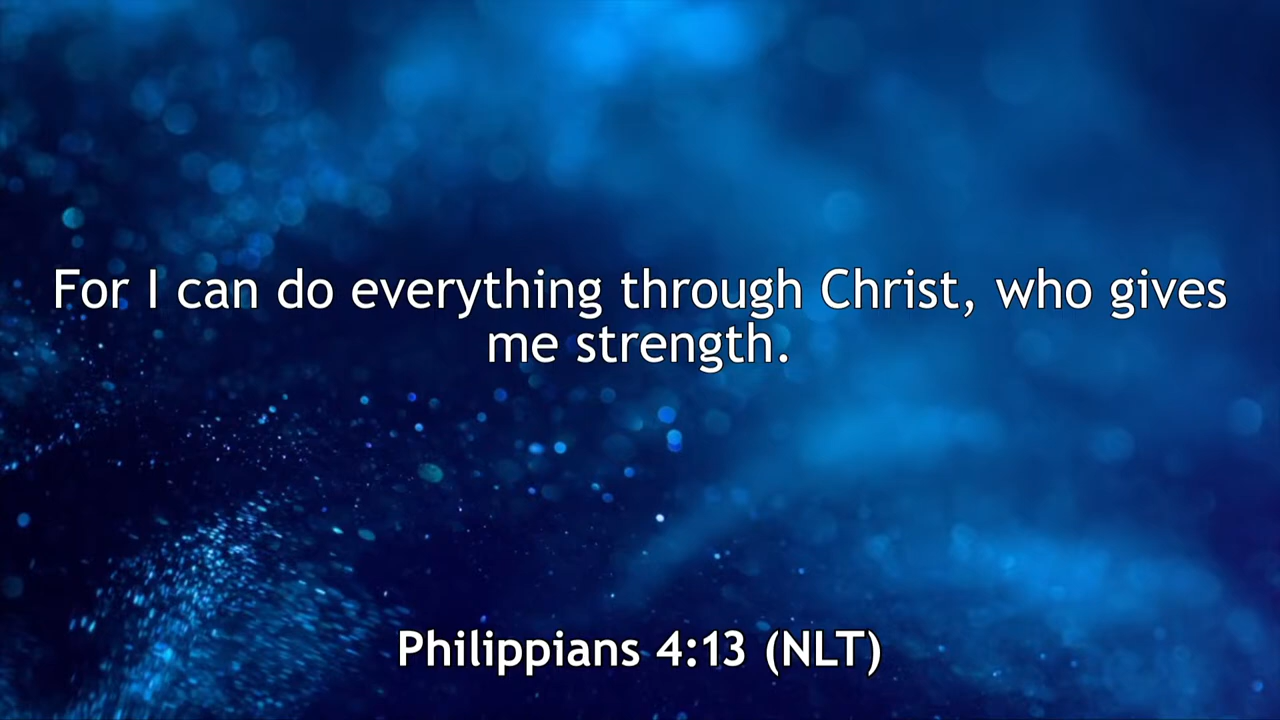 For I can do everything through Christ, who gives
me strength.
Philippians 4:13 (NLT)